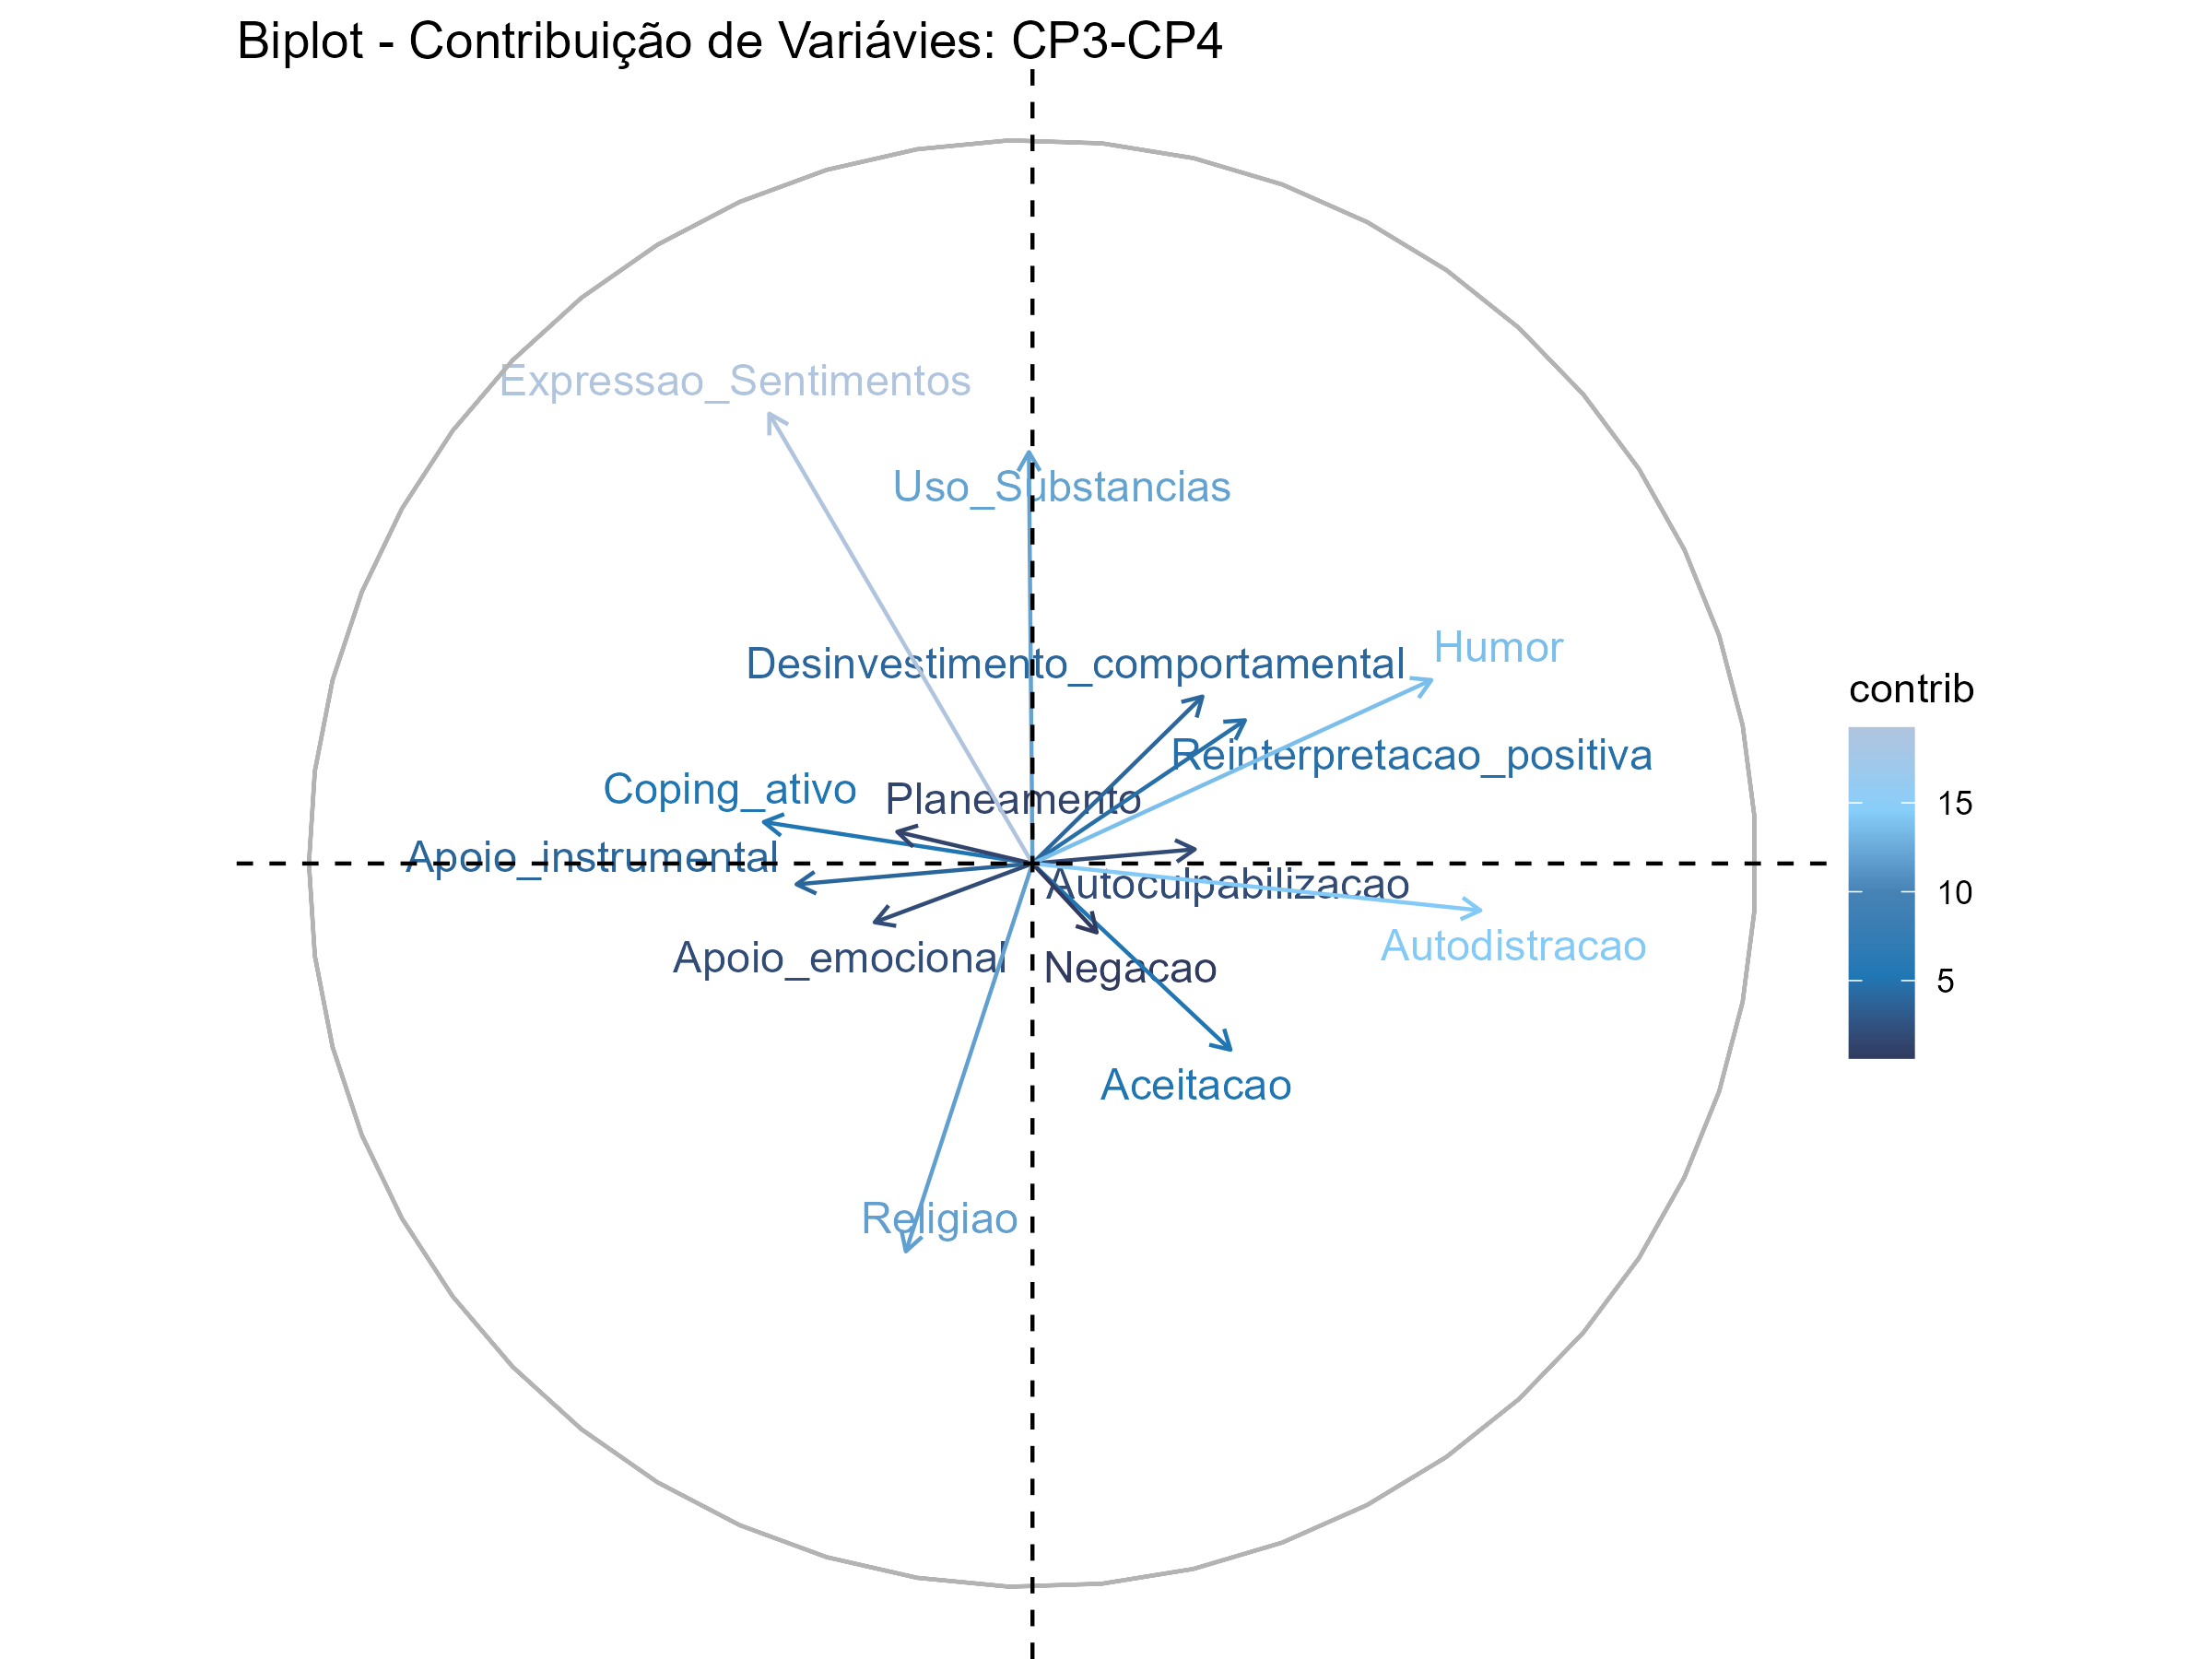 Biplot - Contribuição de Variávies: CP3-CP4
Expressao_Sentimentos
Uso_Substancias
Humor
Desinvestimento_comportamental
Reinterpretacao_positiva
Coping_ativo
Planeamento
Apoio_instrumental
Autoculpabilizacao
Autodistracao
Apoio_emocional
Negacao
Aceitacao
Religiao
contrib
15
10
5